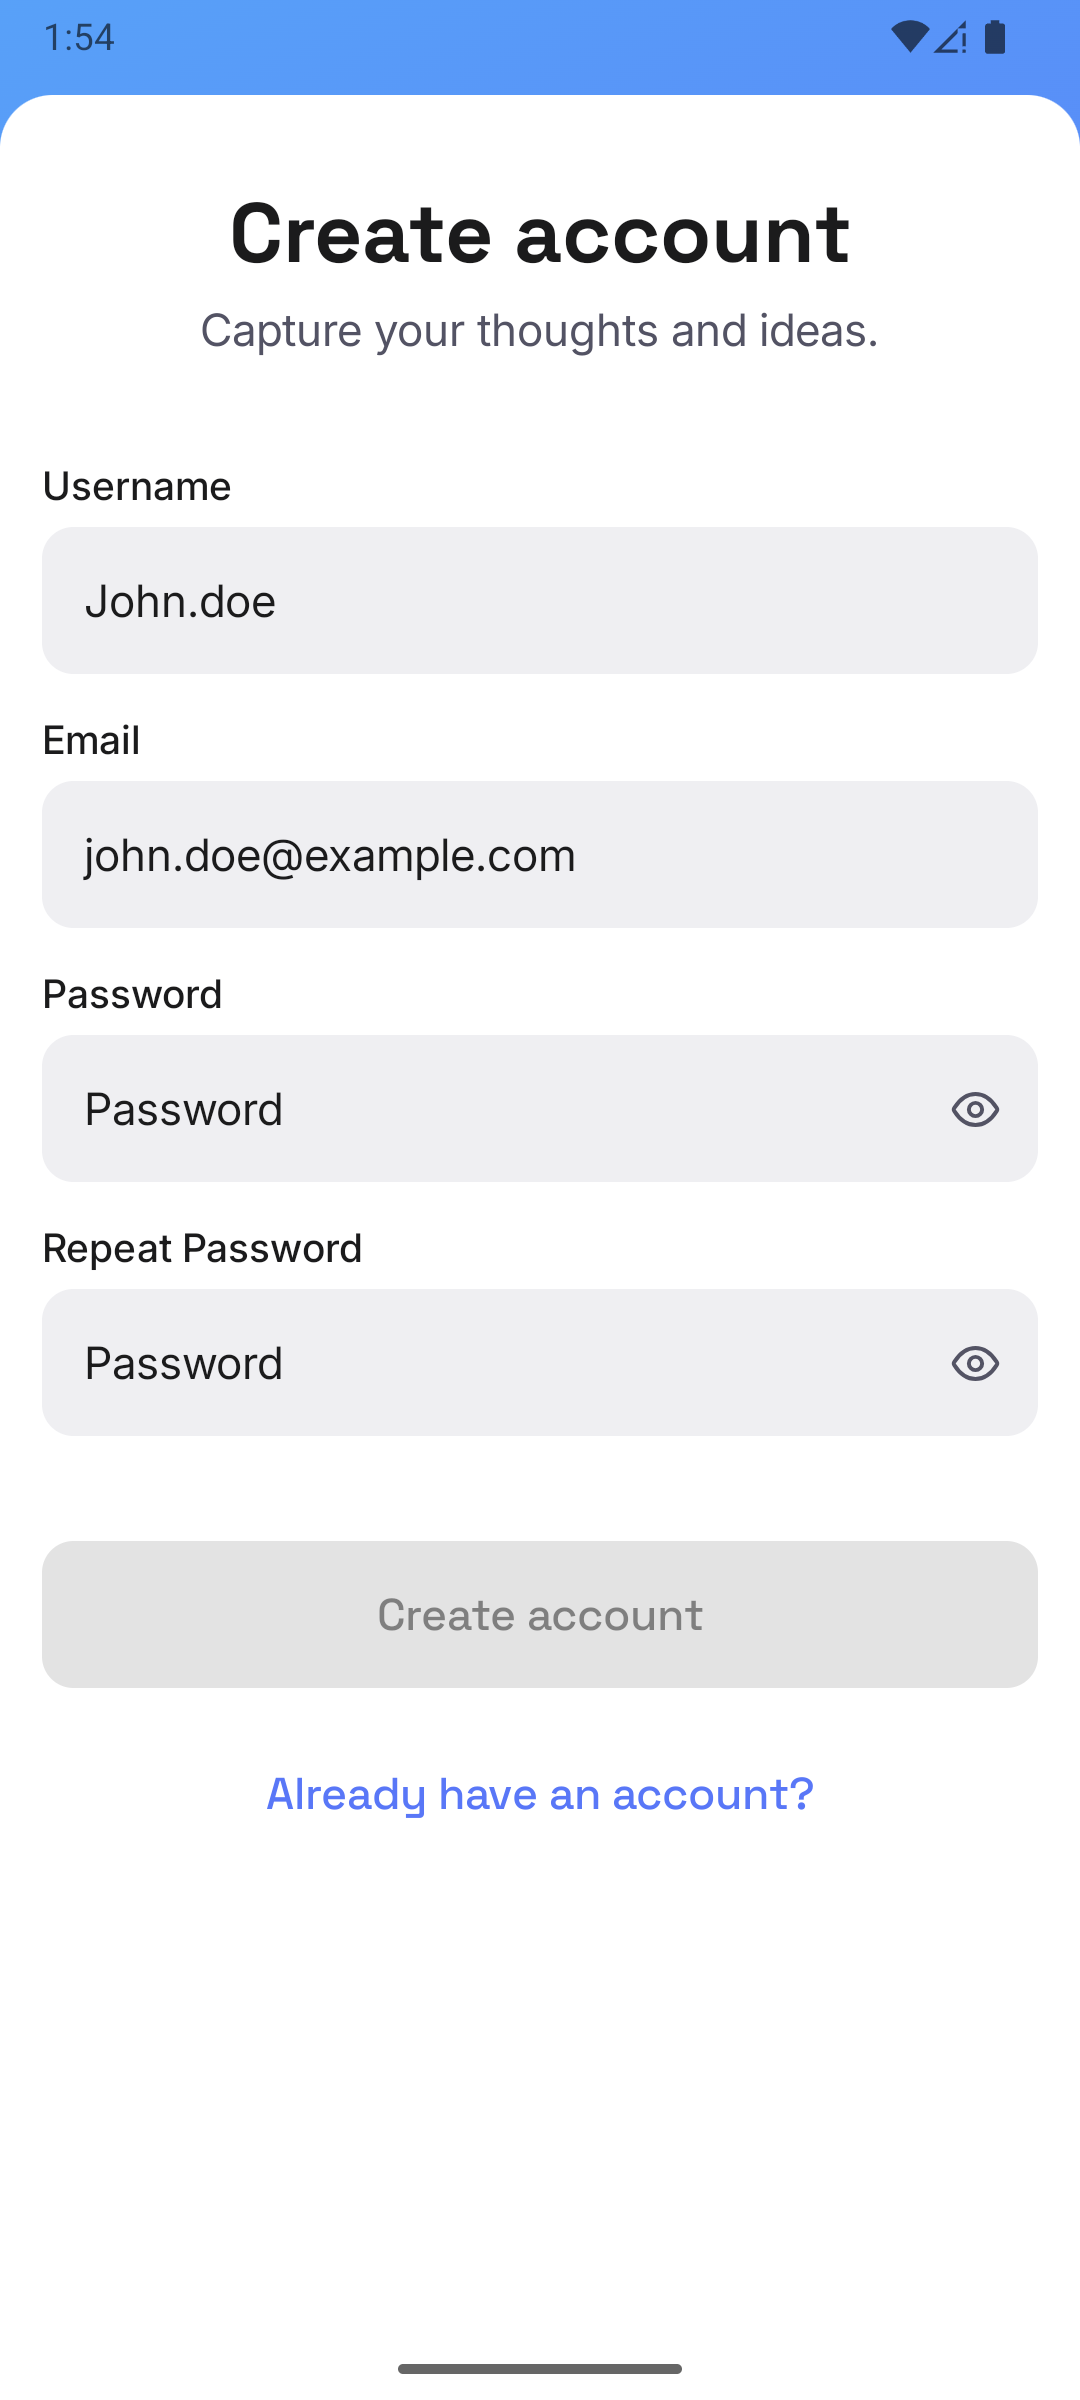 1:54
Create account
Capture your thoughts and ideas.
Username
John.doe
Email
john.doe@example.com
Password
Password
Repeat Password
Password
Create account
Already have an account?